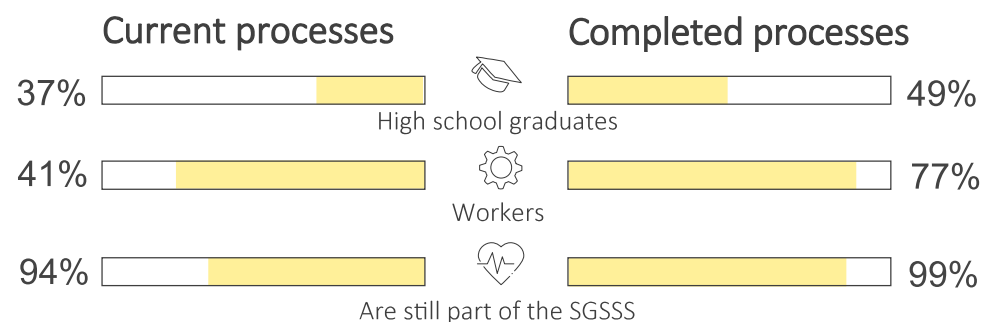 Current processes
Completed processes
37%
49%
High school graduates
41%
77%
Workers
94%
99%
Are still part of the SGSSS